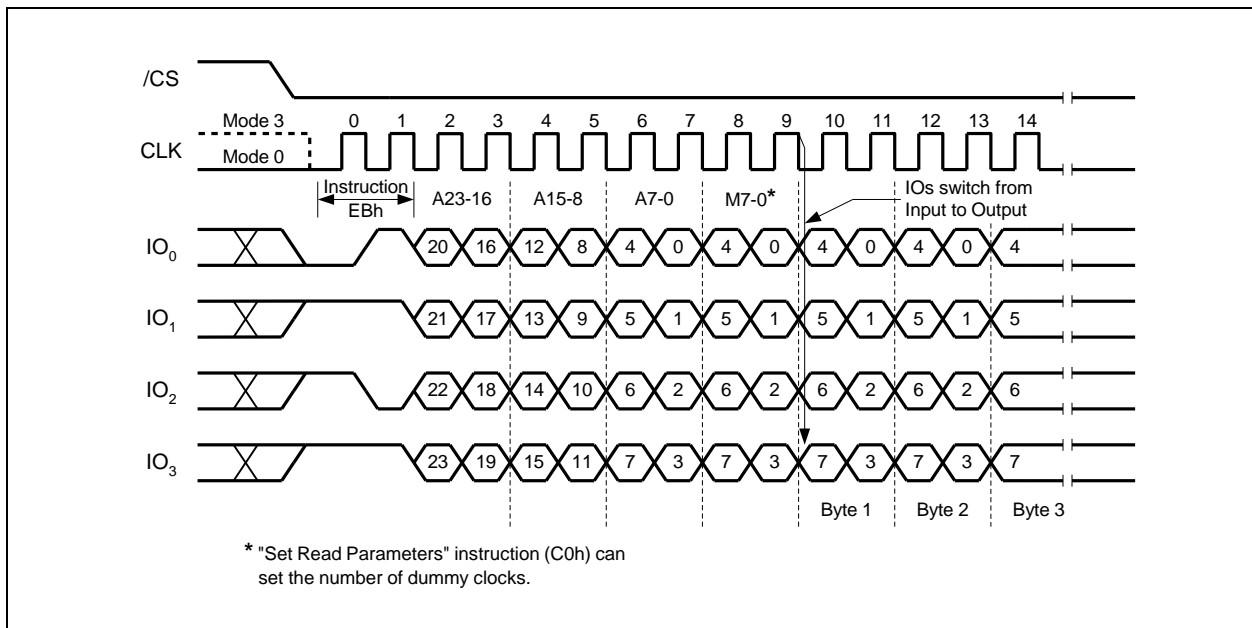 /CS
Mode 3 0 1 2 3 4 5 6 7 8 9 10 11 12 13 14
CLK
Mode 0
Instruction
EBh
A23-16 A15-8 A7-0 M7-0*
IOs switch from
Input to Output
IO0 20 16 12 8 4 0 4 0 4 0 4 0 4
IO1 21 17 13 9 5 1 5 1 5 1 5 1 5
IO2 22 18 14 10 6 2 6 2 6 2 6 2 6
IO3 23 19 15 11 7 3 7 3 7 3 7 3 7
Byte 1 Byte 2 Byte 3
* "Set Read Parameters" instruction (C0h) can
set the number of dummy clocks.